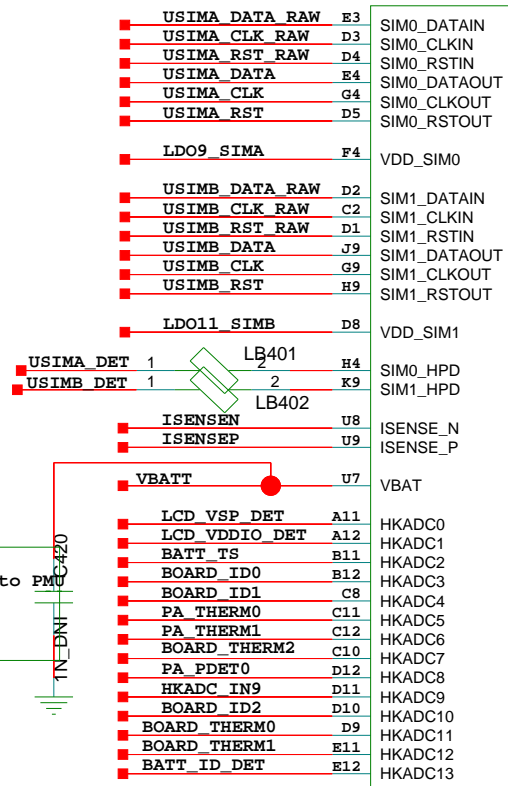 USIMA_DATA_RAW E3 SIM0_DATAIN
USIMA_CLK_RAW D3 SIM0_CLKIN
USIMA_RST_RAW D4 SIM0_RSTIN
USIMA_DATA E4 SIM0_DATAOUT
USIMA_CLK G4 SIM0_CLKOUT
USIMA_RST D5 SIM0_RSTOUT
LDO9_SIMA F4 VDD_SIM0
USIMB_DATA_RAW D2 SIM1_DATAIN
USIMB_CLK_RAW C2 SIM1_CLKIN
USIMB_RST_RAW D1 SIM1_RSTIN
USIMB_DATA J9 SIM1_DATAOUT
USIMB_CLK G9 SIM1_CLKOUT
USIMB_RST H9 SIM1_RSTOUT
LDO11_SIMB D8 VDD_SIM1
LB401
USIMA_DET 1 2 H4 SIM0_HPD
USIMB_DET 1 2 K9 SIM1_HPD
LB402
ISENSEN U8 ISENSE_N
ISENSEP U9 ISENSE_P
VBATT U7 VBAT
LCD_VSP_DET A11 HKADC0
LCD_VDDIO_DET A12 HKADC1
BATT_TS B11 HKADC2
BOARD_ID0 B12 HKADC3
BOARD_ID1 C8 HKADC4
PA_THERM0 C11 HKADC5
PA_THERM1 C12 HKADC6
BOARD_THERM2 C10 HKADC7
PA_PDET0 D12 HKADC8
HKADC_IN9 D11 HKADC9
BOARD_ID2 D10 HKADC10
BOARD_THERM0 D9 HKADC11
BOARD_THERM1 E11 HKADC12
BATT_ID_DET E12 HKADC13
to PMU
C420
1N_DNI